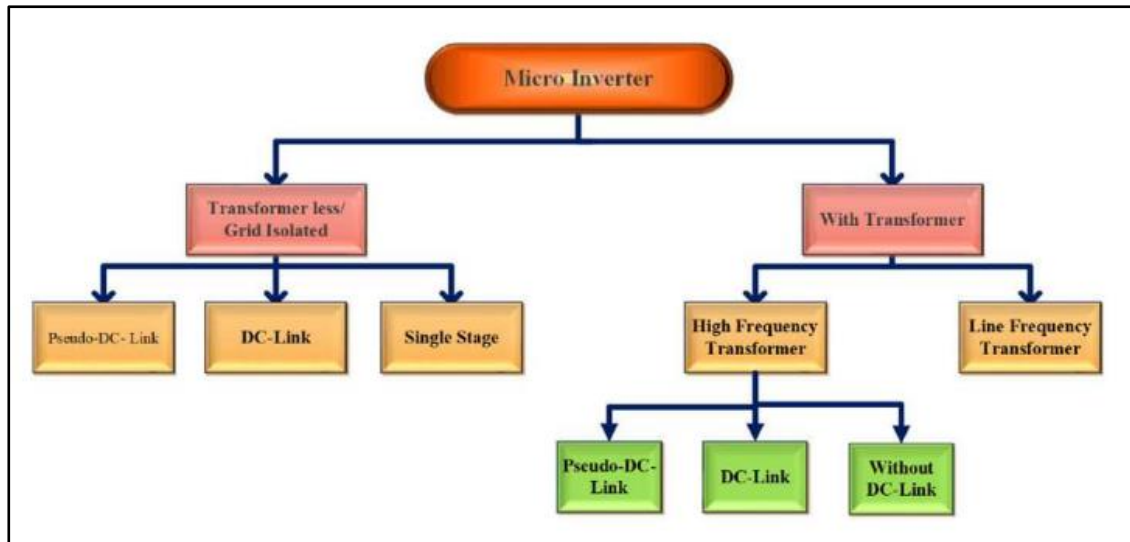 Micro Inverter
Transformer less/
Grid Isolated
With Transformer
Pseudo-DC- Link
DC-Link
Single Stage
High Frequency
Transformer
Line Frequency
Transformer
Pseudo-DC-
Link
DC-Link
Without
DC-Link